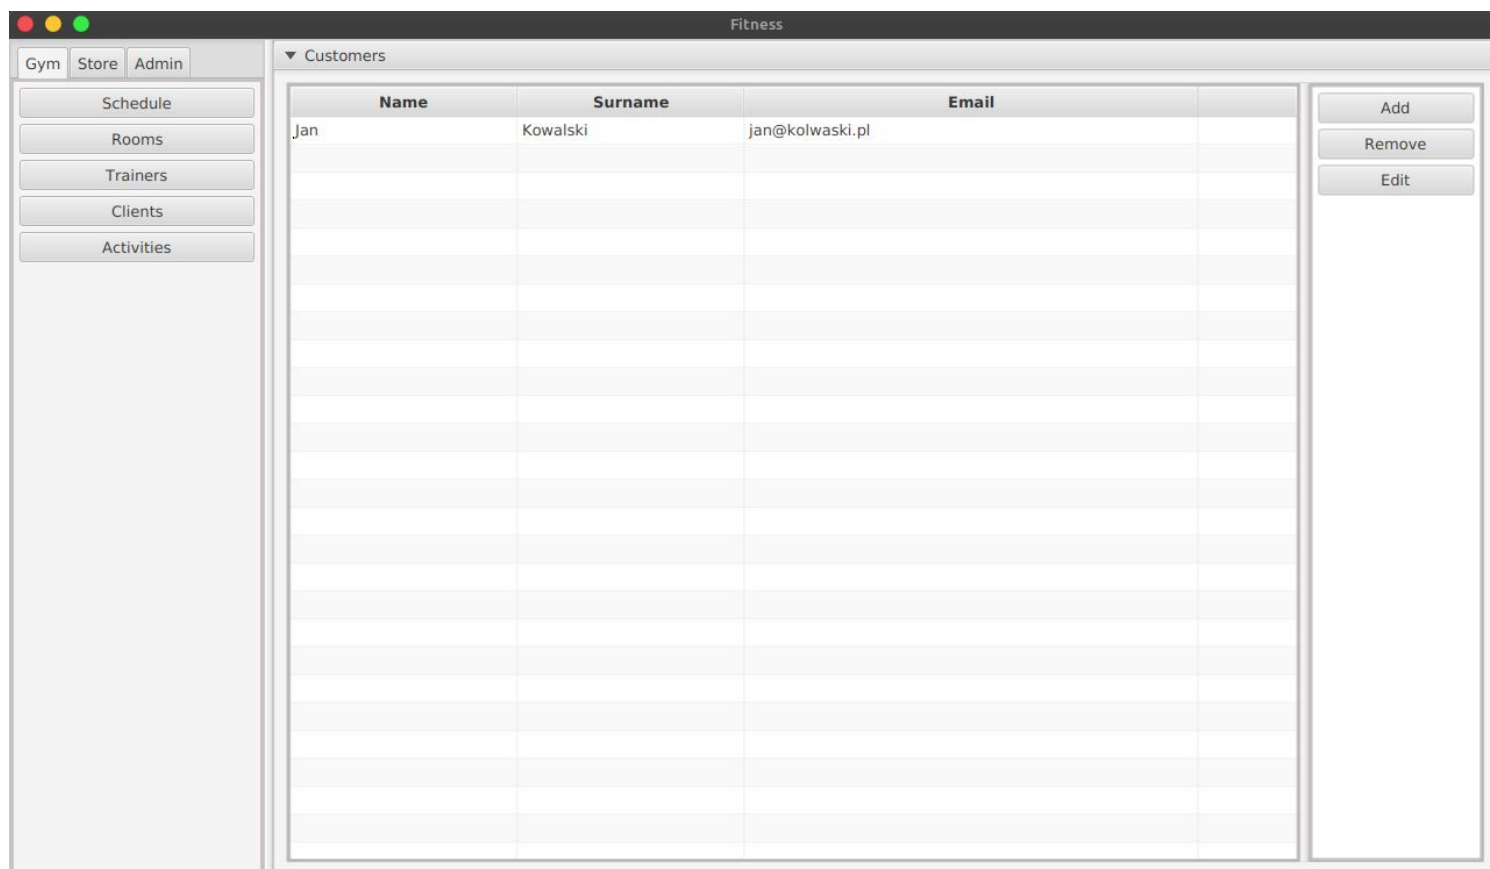 Fitness
Gym Store Admin
Customers
Schedule
Rooms
Trainers
Clients
Activities
Name Surname Email
Jan Kowalski jan@kolwaski.pl
Add
Remove
Edit